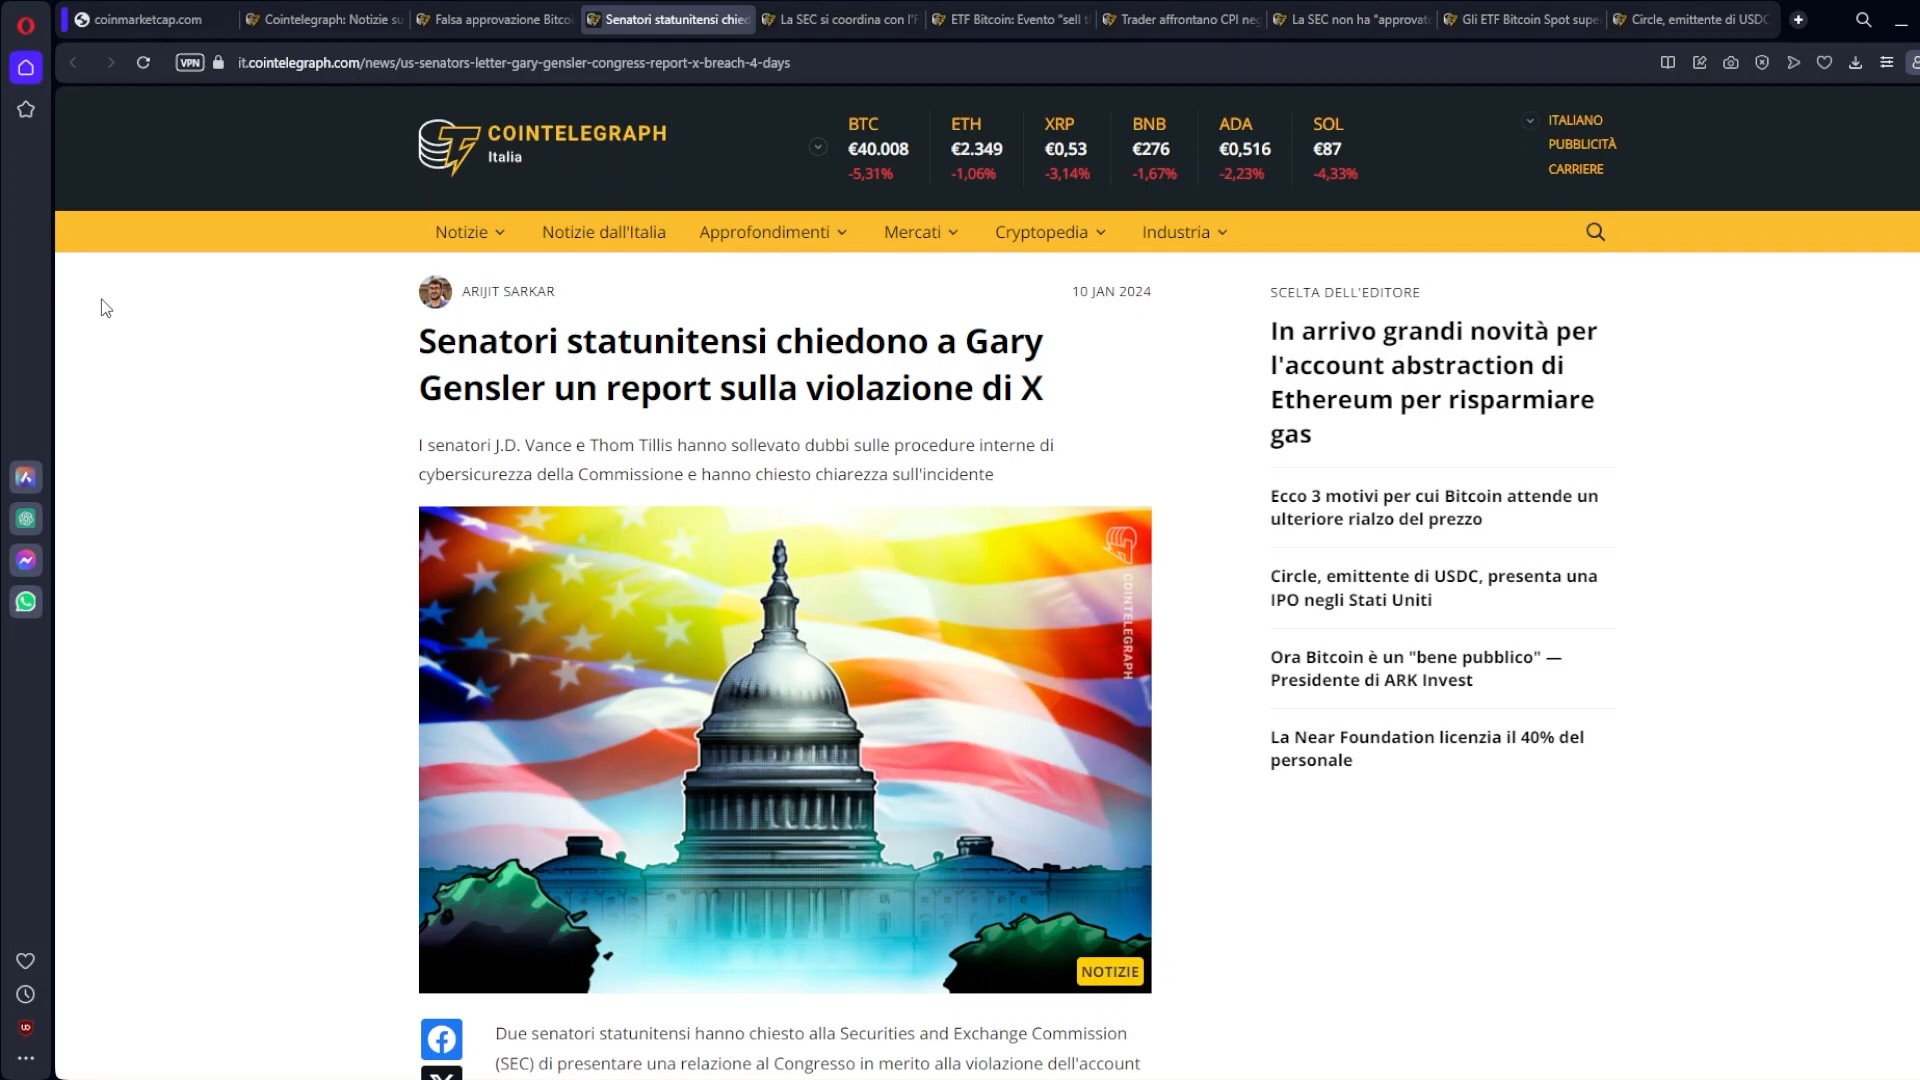 coinmarketcap.com
Cointelegraph: Notizie su
Falsa approvazione Bitco
Senatori statunitensi chied
La SEC si coordina con l'F
ETF Bitcoin: Evento "sell t
Trader affrontano CPI neg
La SEC non ha "approvat
Gli ETF Bitcoin Spot supe
Circle, emittente di USDC
VPN
it.cointelegraph.com/news/us-senators-letter-gary-gensler-congress-report-x-breach-4-days
COINTELEGRAPH
Italia
BTC
€40.008
-5,31%
ETH
€2.349
-1,06%
XRP
€0,53
-3,14%
BNB
€276
-1,67%
ADA
€0,516
-2,23%
SOL
€87
-4,33%
ITALIANO
PUBBLICITÀ
CARRIERE
Notizie
Notizie dall'Italia
Approfondimenti
Mercati
Cryptopedia
Industria
ARIJIT SARKAR
10 JAN 2024
Senatori statunitensi chiedono a Gary
Gensler un report sulla violazione di X
I senatori J.D. Vance e Thom Tillis hanno sollevato dubbi sulle procedure interne di
cybersicurezza della Commissione e hanno chiesto chiarezza sull'incidente
COINTELEGRAPH
NOTIZIE
Due senatori statunitensi hanno chiesto alla Securities and Exchange Commission
(SEC) di presentare una relazione al Congresso in merito alla violazione dell'account
SCELTA DELL'EDITORE
In arrivo grandi novità per
l'account abstraction di
Ethereum per risparmiare
gas
Ecco 3 motivi per cui Bitcoin attende un
ulteriore rialzo del prezzo
Circle, emittente di USDC, presenta una
IPO negli Stati Uniti
Ora Bitcoin è un "bene pubblico" —
Presidente di ARK Invest
La Near Foundation licenzia il 40% del
personale